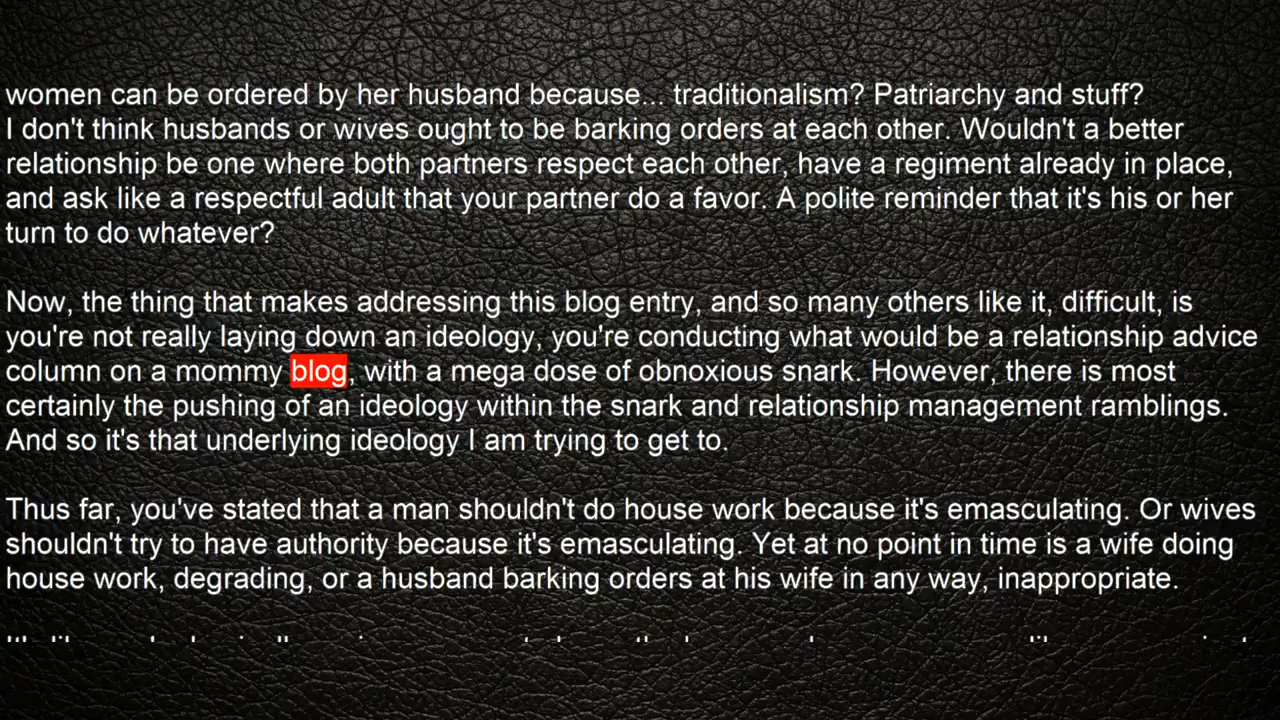 women can be ordered by her husband because... traditionalism? Patriarchy and stuff?
I don't think husbands or wives ought to be barking orders at each other. Wouldn't a better
relationship be one where both partners respect each other, have a regiment already in place,
and ask like a respectful adult that your partner do a favor. A polite reminder that it's his or her
turn to do whatever?
Now, the thing that makes addressing this blog entry, and so many others like it, difficult, is
you're not really laying down an ideology, you're conducting what would be a relationship advice
column on a mommy blog, with a mega dose of obnoxious snark. However, there is most
certainly the pushing of an ideology within the snark and relationship management ramblings.
And so it's that underlying ideology I am trying to get to.
Thus far, you've stated that a man shouldn't do house work because it's emasculating. Or wives
shouldn't try to have authority because it's emasculating. Yet at no point in time is a wife doing
house work, degrading, or a husband barking orders at his wife in any way, inappropriate.